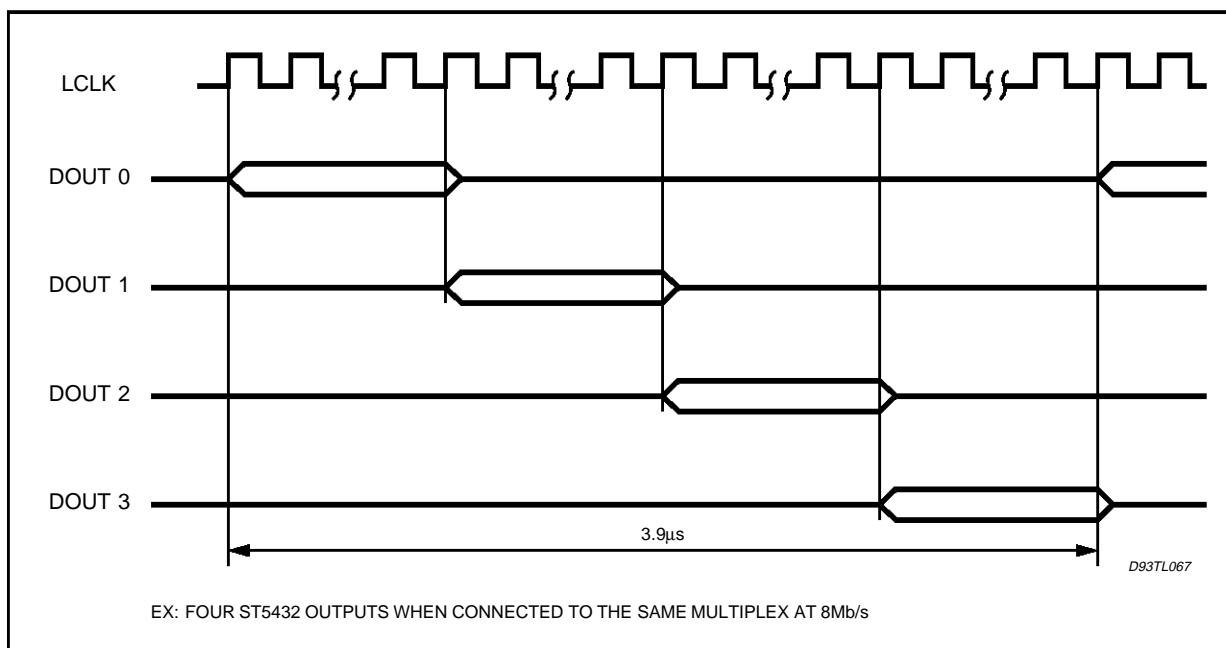 LCLK
DOUT 0
DOUT 1
DOUT 2
DOUT 3
3.9μs
D93TL067
EX: FOUR ST5432 OUTPUTS WHEN CONNECTED TO THE SAME MULTIPLEX AT 8Mb/s